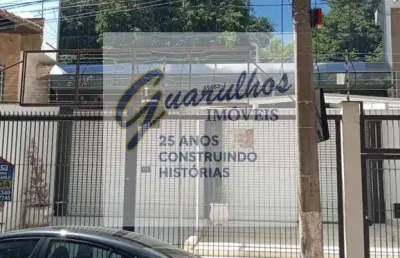 Guarulhos
IMÓVEIS
25 ANOS
CONSTRUINDO
HISTÓRIAS